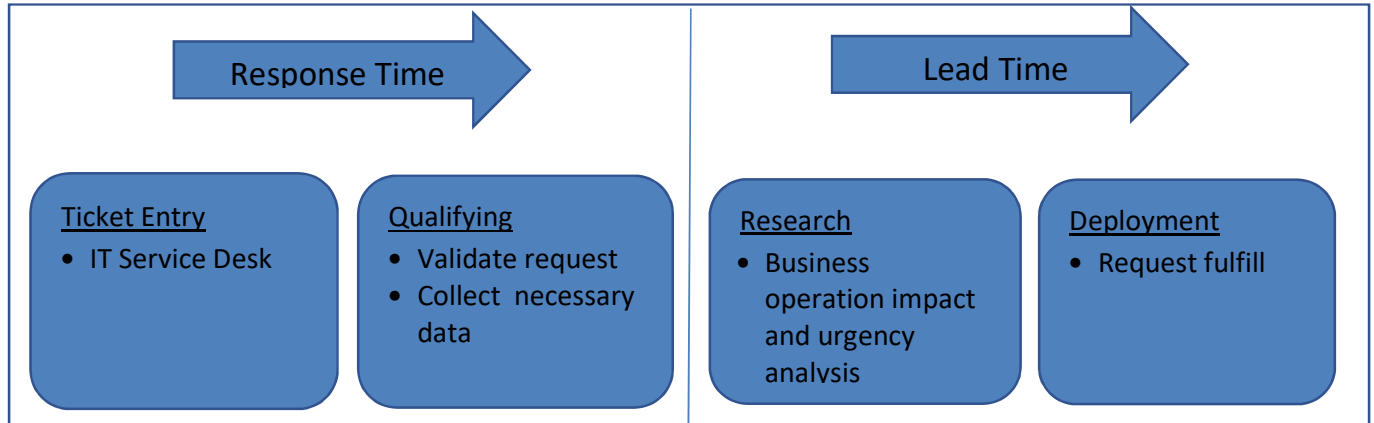 Response Time
Lead Time
Ticket Entry
• IT Service Desk
Qualifying
• Validate request
• Collect necessary
data
Research
• Business
operation impact
and urgency
analysis
Deployment
• Request fulfill